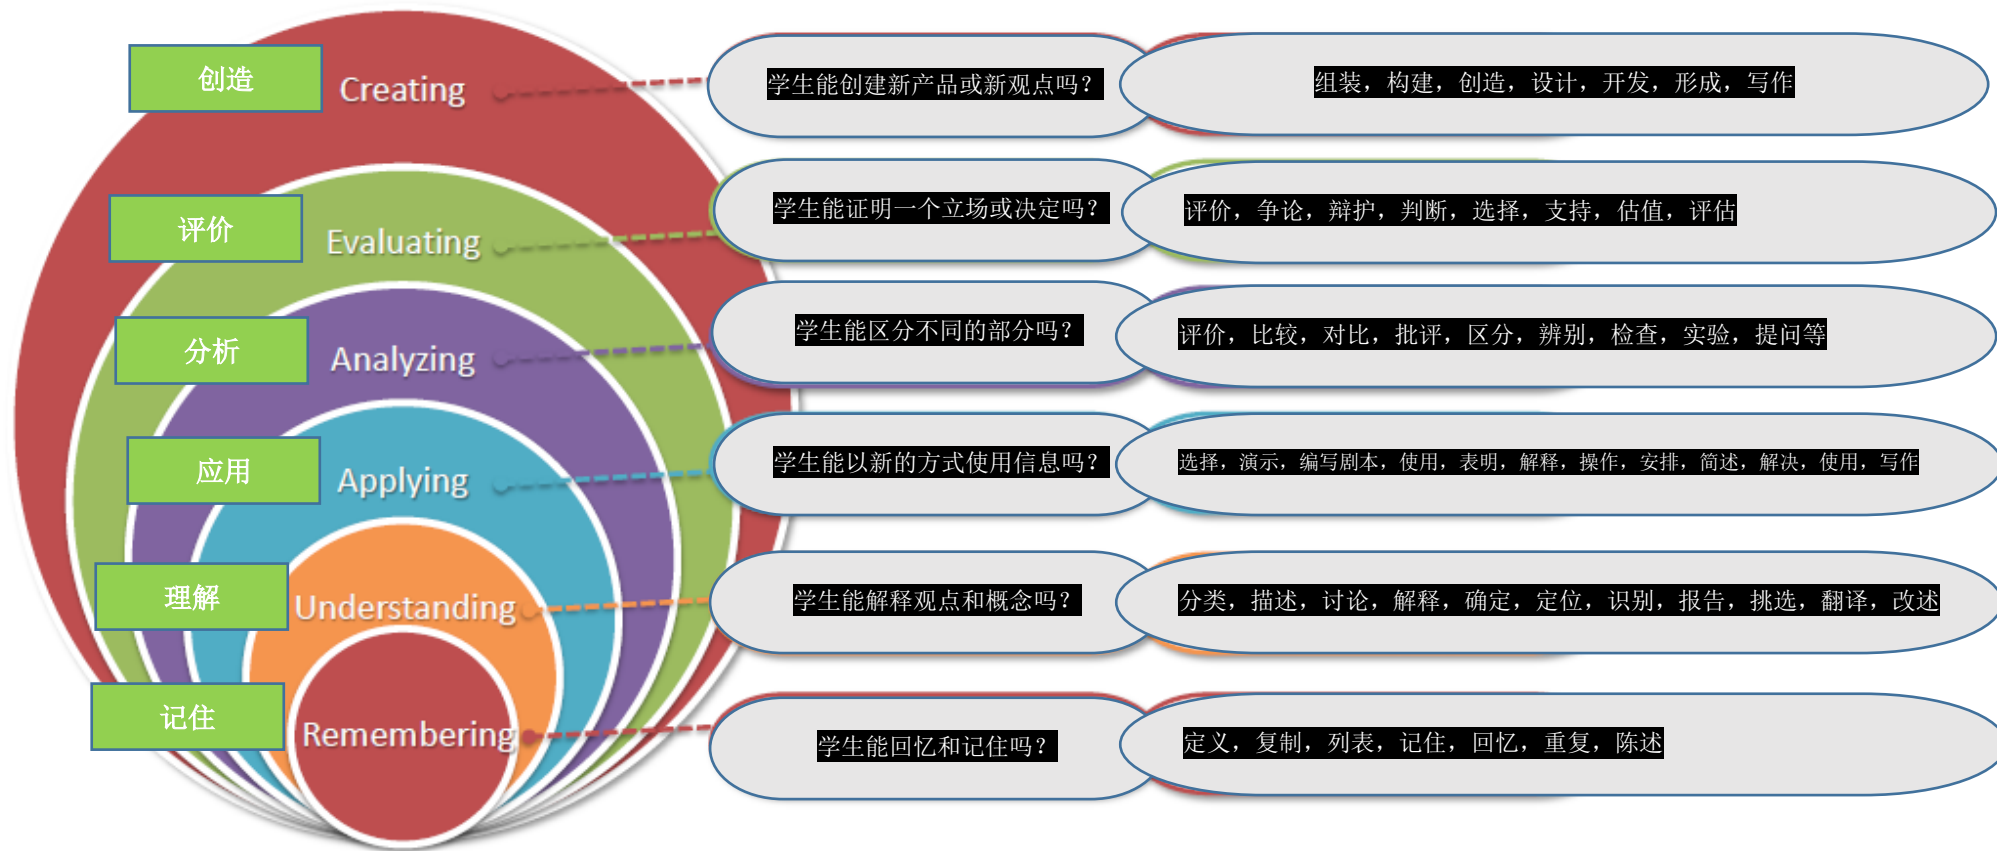 创造
Creating
学生能创建新产品或新观点吗?
组装，构建，创造，设计，开发，形成，写作
评价
Evaluating
学生能证明一个立场或决定吗?
评价，争论，辩护，判断，选择，支持，估值，评估
分析
Analyzing
学生能区分不同的部分吗?
评价，比较，对比，批评，区分，辨别，检查，实验，提问等
应用
Applying
学生能以新的方式使用信息吗?
选择，演示，编写剧本，使用，表明，解释，操作，安排，简述，解决，使用，写作
理解
Understanding
学生能解释观点和概念吗?
分类，描述，讨论，解释，确定，定位，识别，报告，挑选，翻译，改述
记住
Remembering
学生能回忆和记住吗?
定义，复制，列表，记住，回忆，重复，陈述